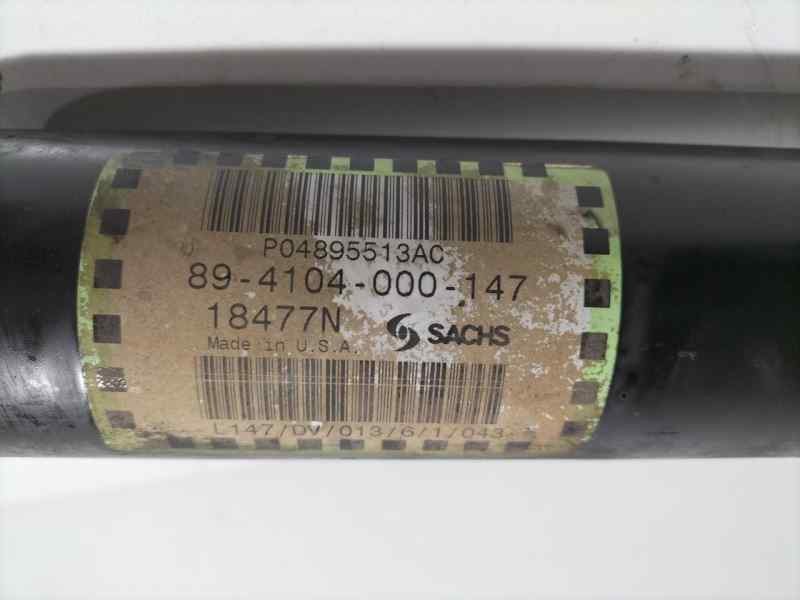 P04895513AC
89-4104-000-147
18477N SACHS
Made in U.S.A.
L147/DV/013/6/1/043